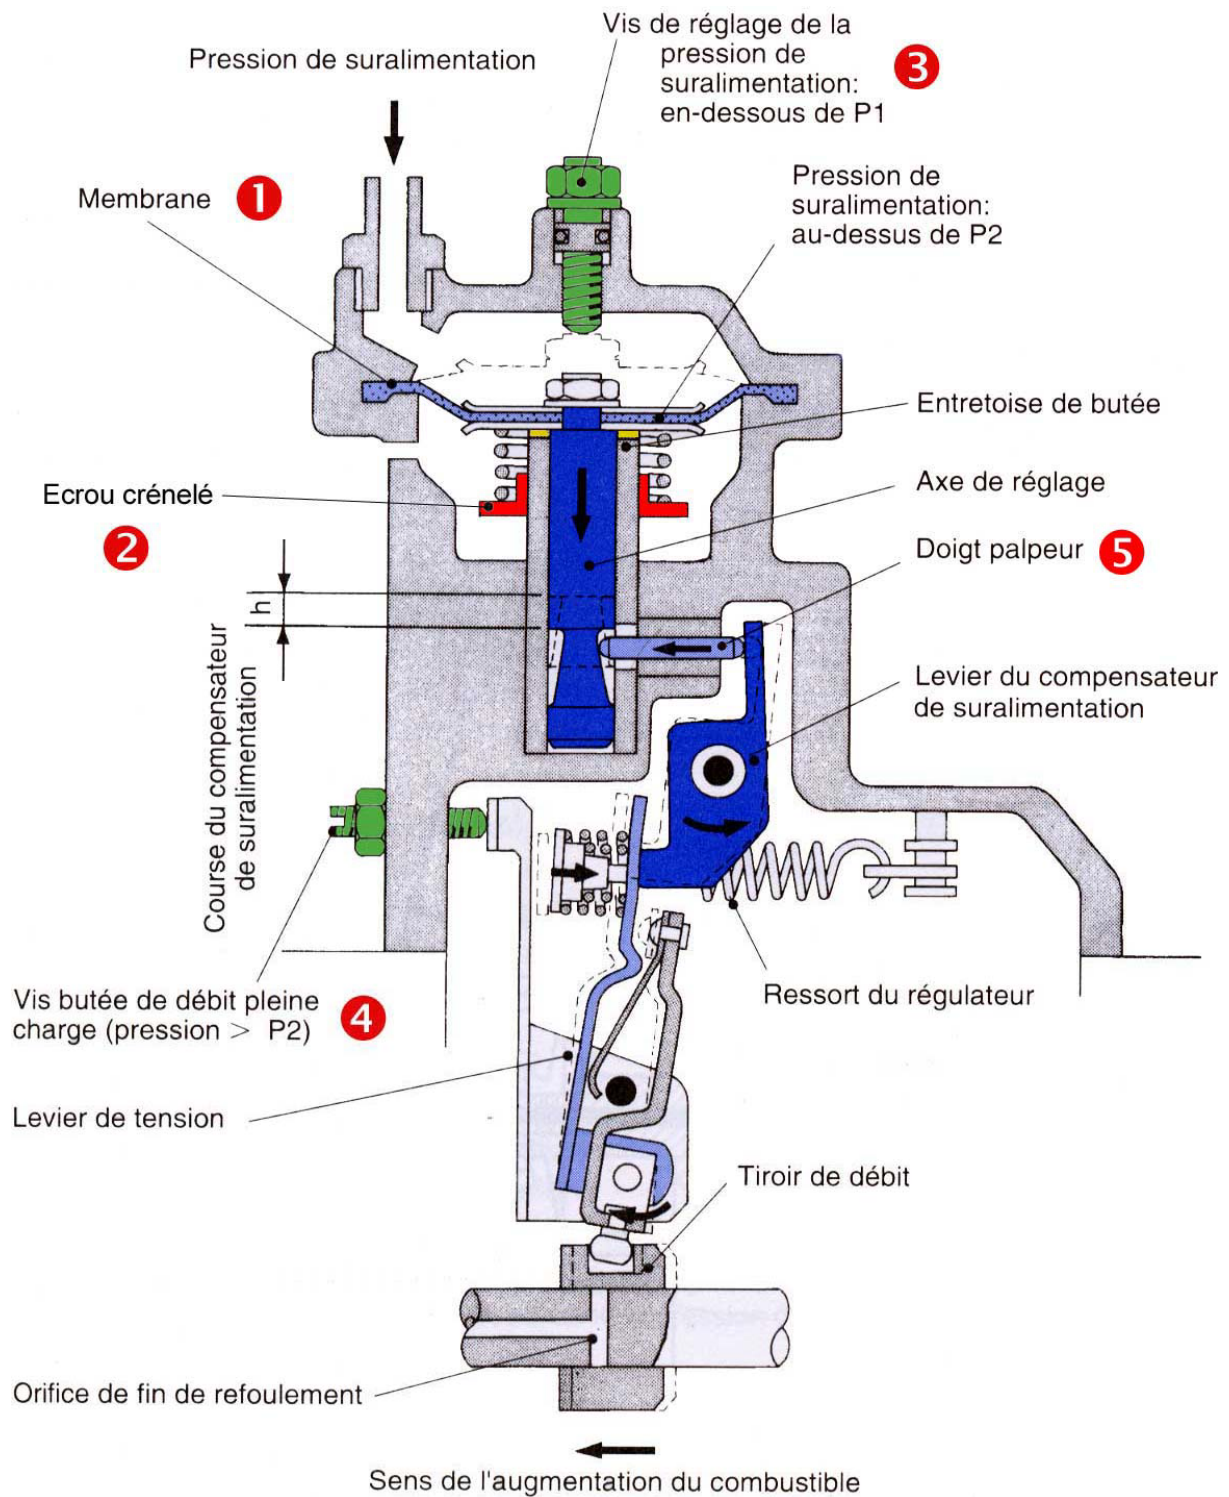 Vis de réglage de la
pression de
suralimentation:
en-dessous de P1
3
Pression de suralimentation
Membrane 1
Pression de
suralimentation:
au-dessus de P2
Entretoise de butée
Ecrou crénelé
2
Axe de réglage
Doigt palpeur 5
h
Course du compensateur
de suralimentation
Levier du compensateur
de suralimentation
Vis butée de débit pleine
charge (pression > P2)
4
Ressort du régulateur
Levier de tension
Tiroir de débit
Orifice de fin de refoulement
Sens de l'augmentation du combustible